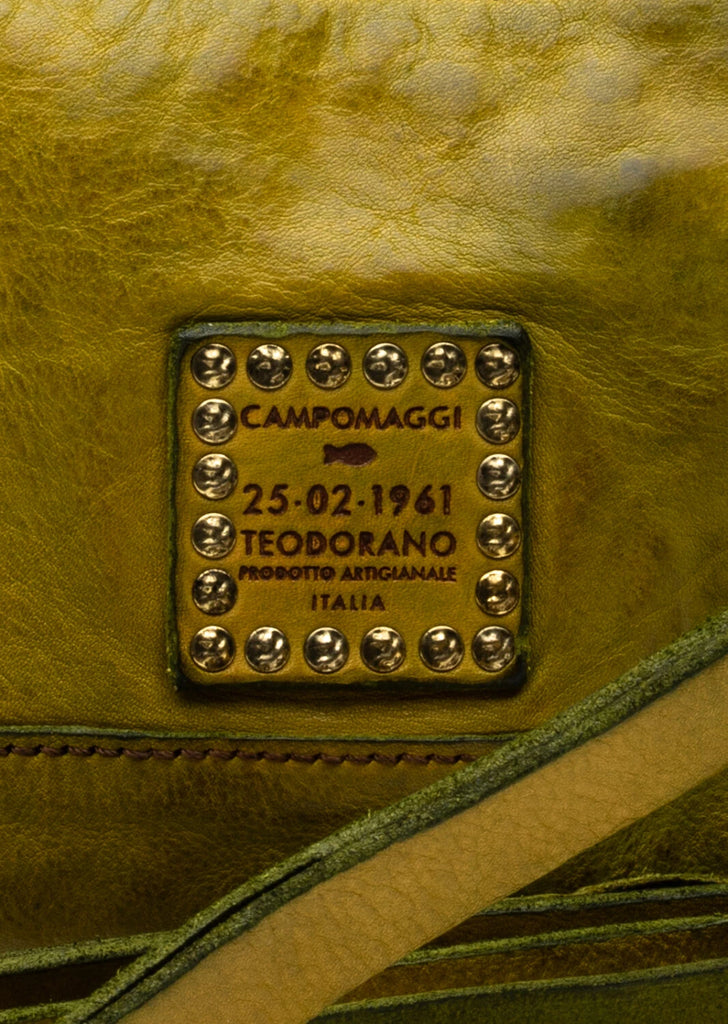 CAMPOMAGGI
25·02·1961
TEODORANO
PRODOTTO ARTIGIANALE
ITALIA